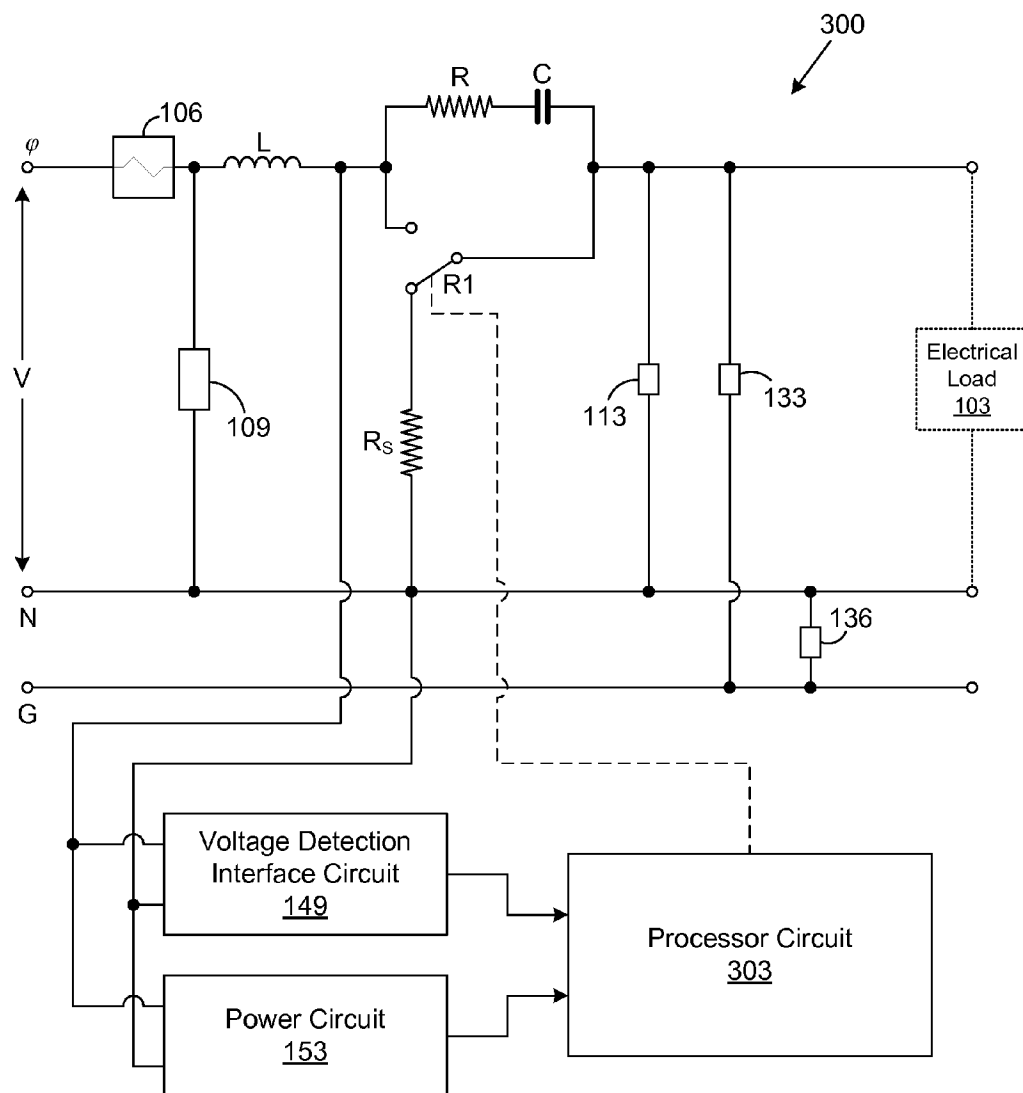 300
R
C
106
φ
L
R1
V
109
RS
113
133
Electrical
Load
103
N
136
G
Voltage Detection
Interface Circuit
149
Processor Circuit
303
Power Circuit
153